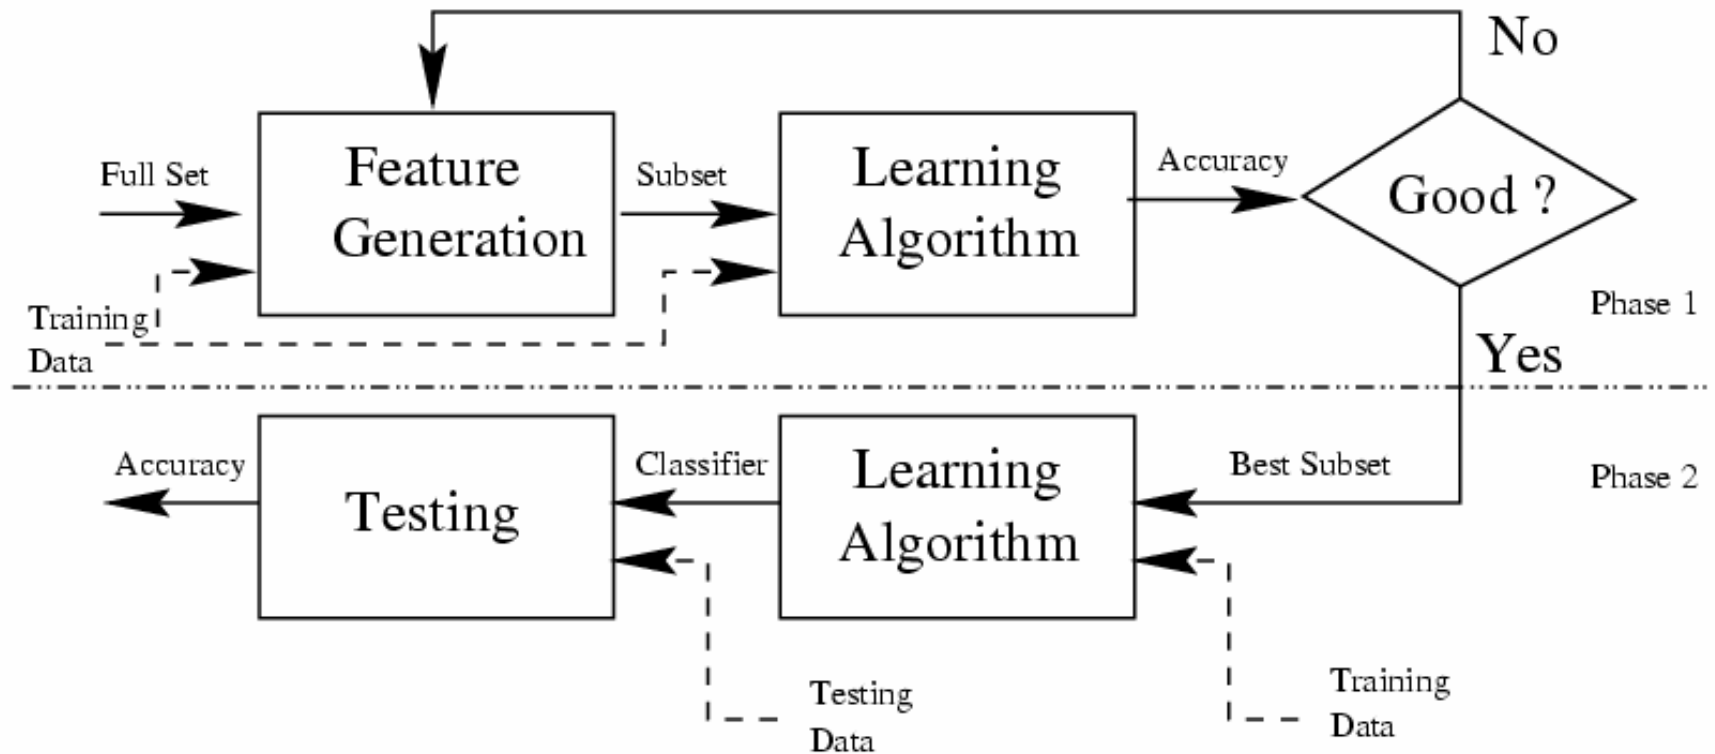 No
Full Set
Feature
Generation
Subset
Learning
Algorithm
Accuracy
Good ?
Training
Data
Phase 1
Yes
Accuracy
Testing
Classifier
Learning
Algorithm
Best Subset
Phase 2
Testing
Data
Training
Data